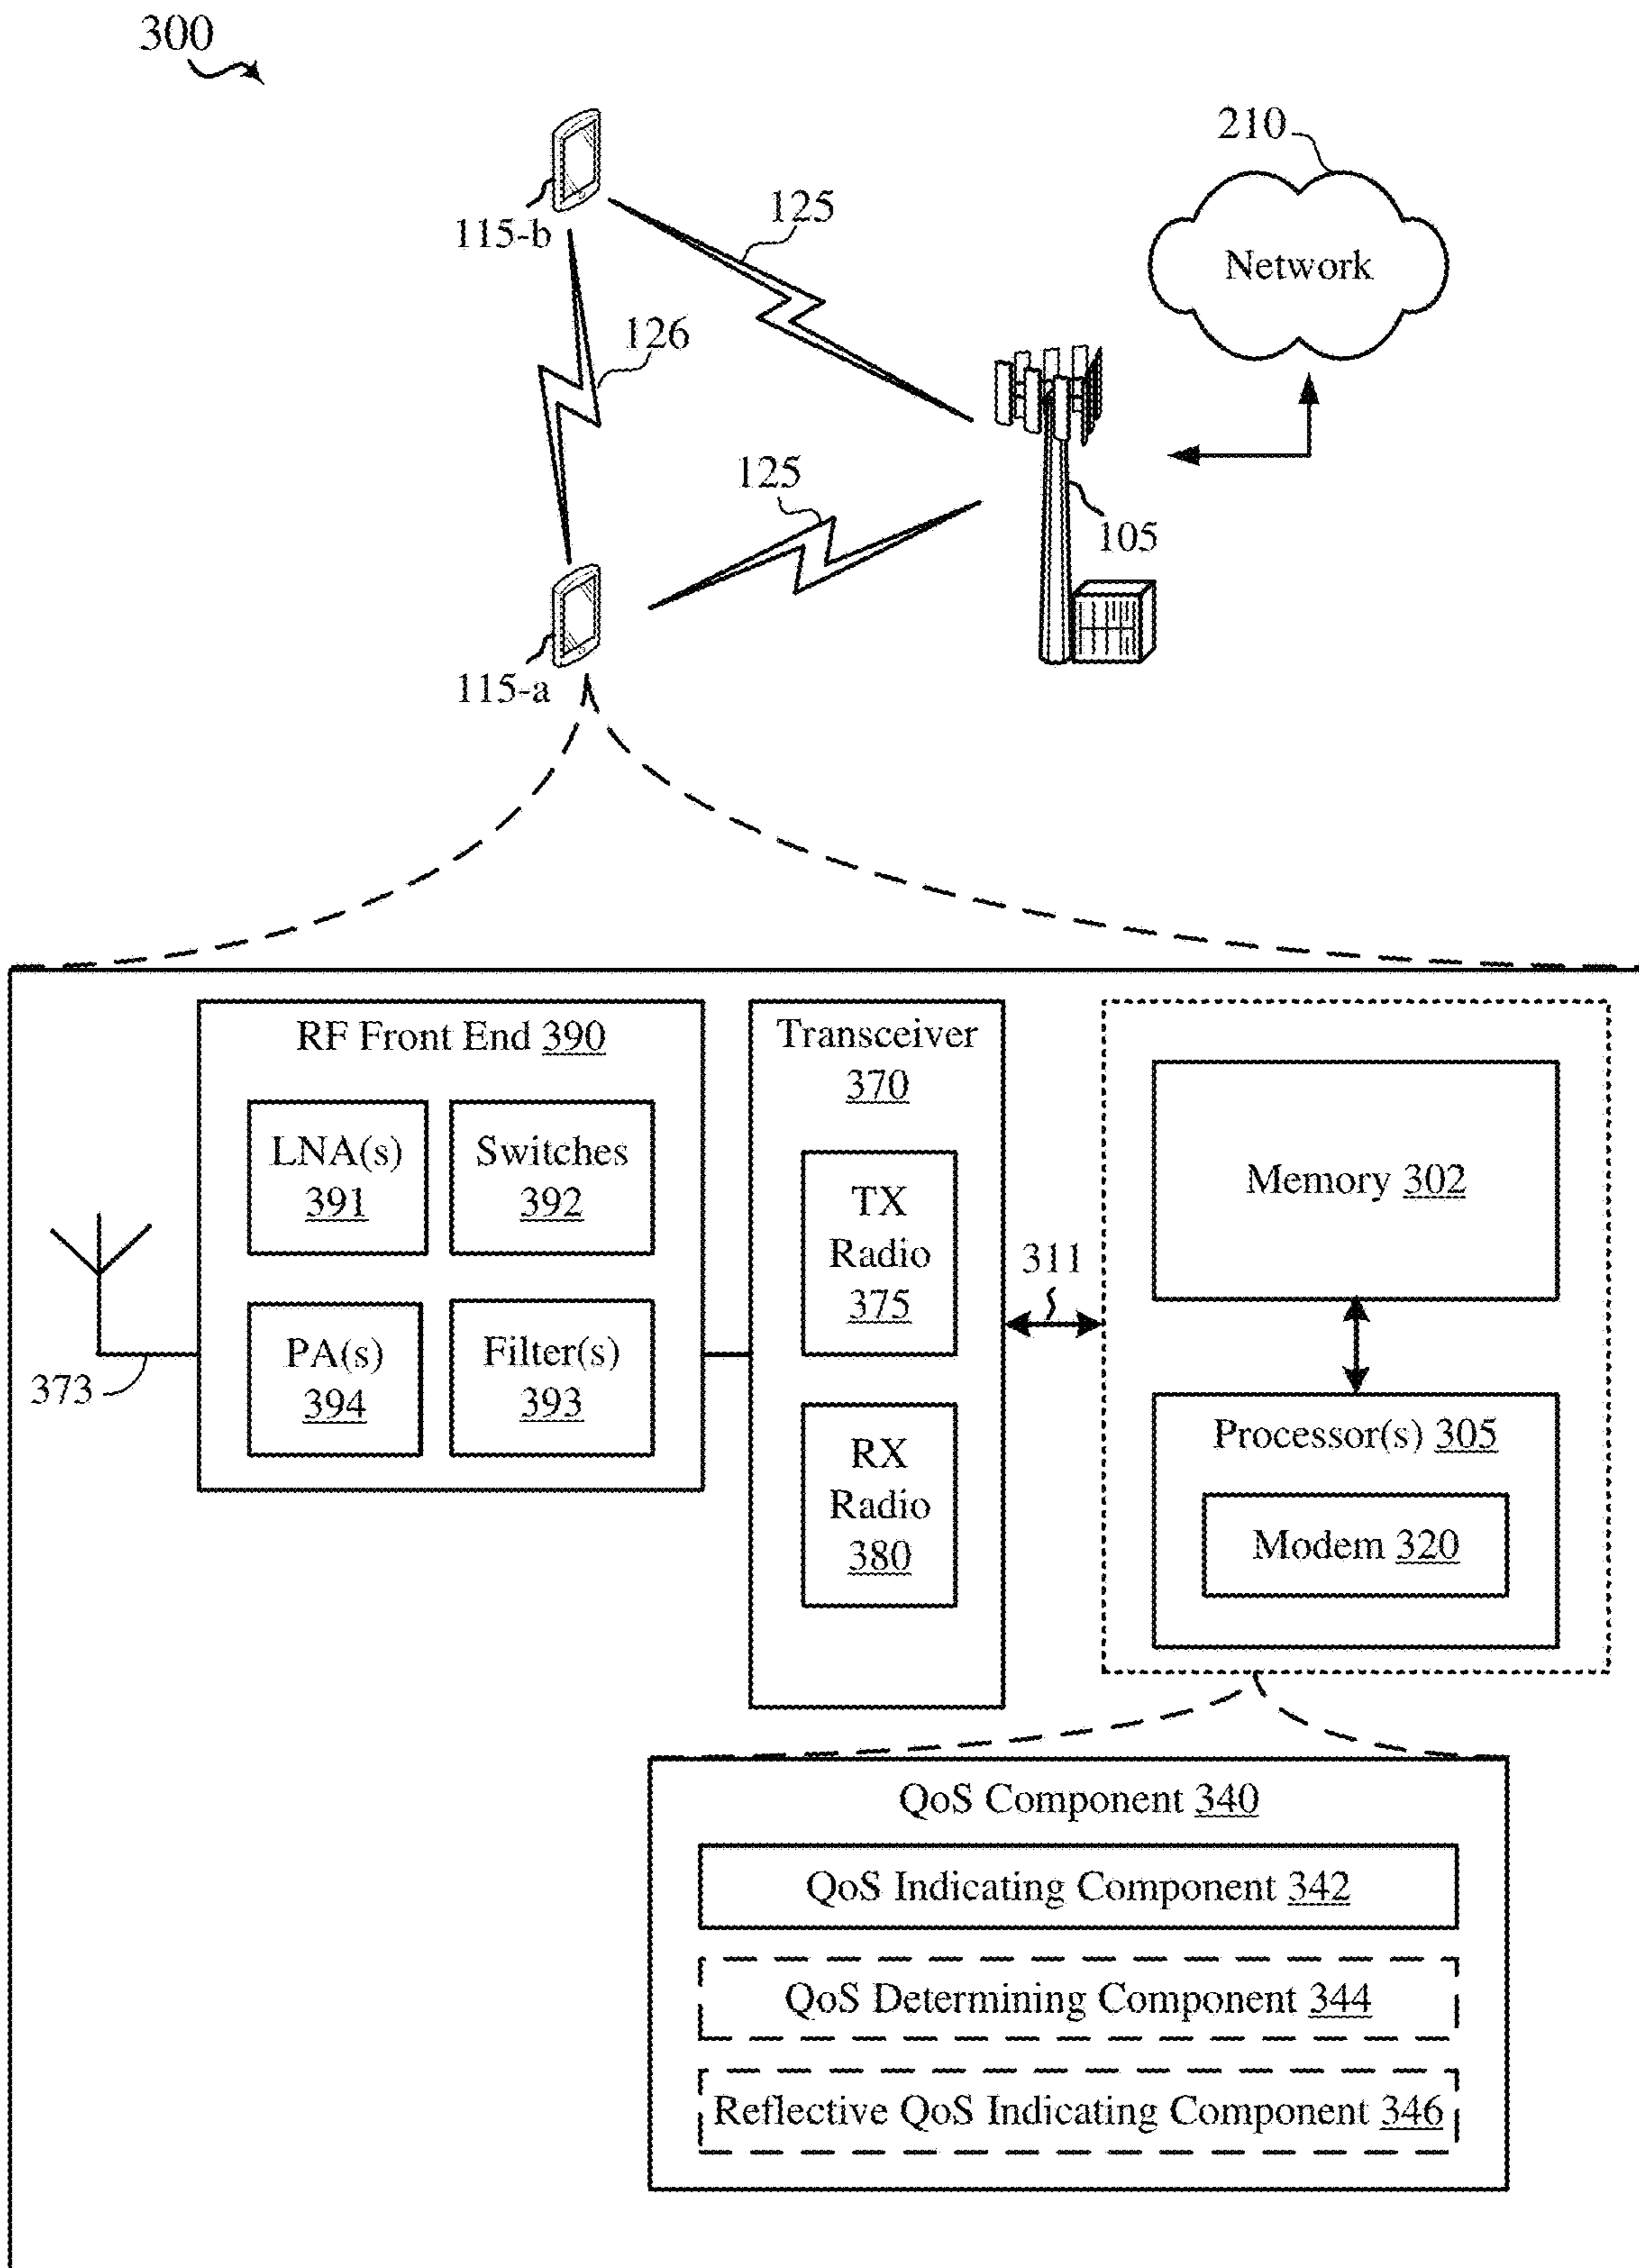 300
210
Network
115-b
125
126
125
105
115-a
RF Front End 390
LNA(s)
391
Switches
392
PA(s)
394
Filter(s)
393
373
Transceiver
370
TX
Radio
375
RX
Radio
380
311
Memory 302
Processor(s) 305
Modem 320
QoS Component 340
QoS Indicating Component 342
QoS Determining Component 344
Reflective QoS Indicating Component 346